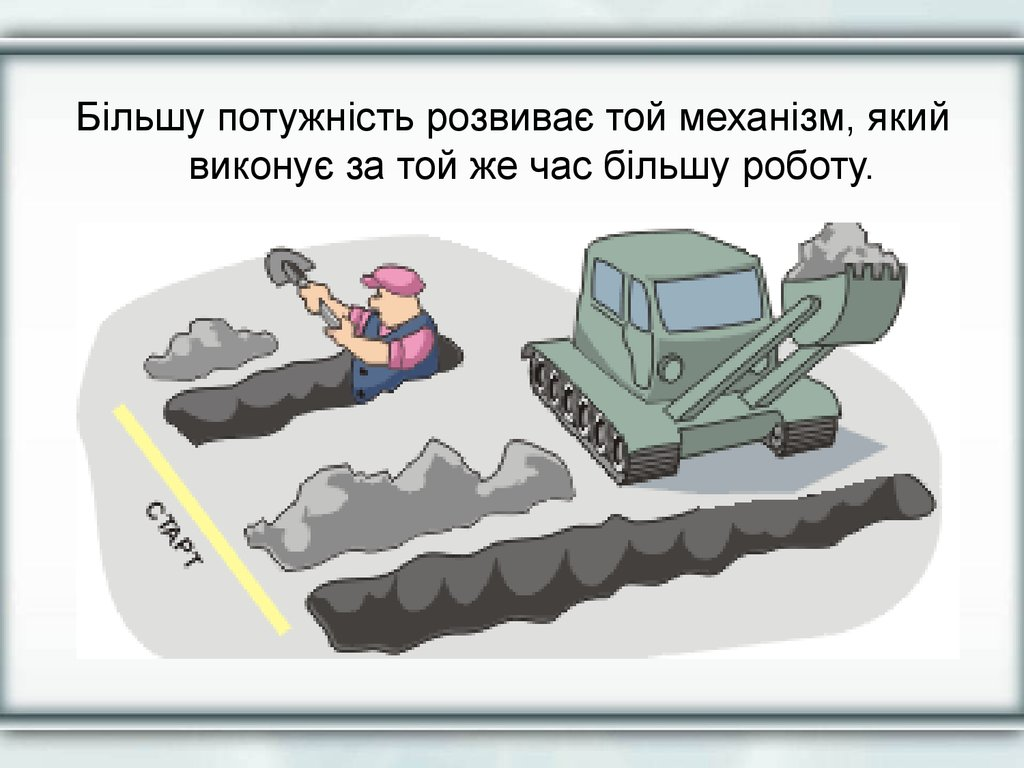 Більшу потужність розвиває той механізм, який
виконує за той же час більшу роботу.
СТАРТ